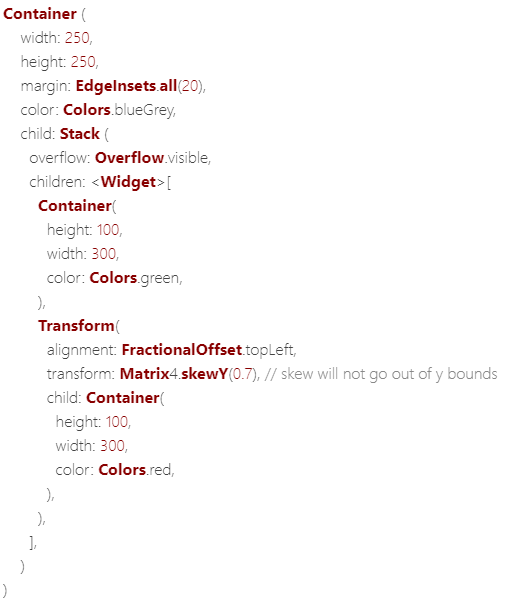 Container (
width: 250,
height: 250,
margin: EdgeInsets.all(20),
color: Colors.blueGrey,
child: Stack (
overflow: Overflow.visible,
children: <Widget>[
Container(
height: 100,
width: 300,
color: Colors.green,
),
Transform(
alignment: FractionalOffset.topLeft,
transform: Matrix4.skewY(0.7), // skew will not go out of y bounds
child: Container(
height: 100,
width: 300,
color: Colors.red,
),
),
],
)
)